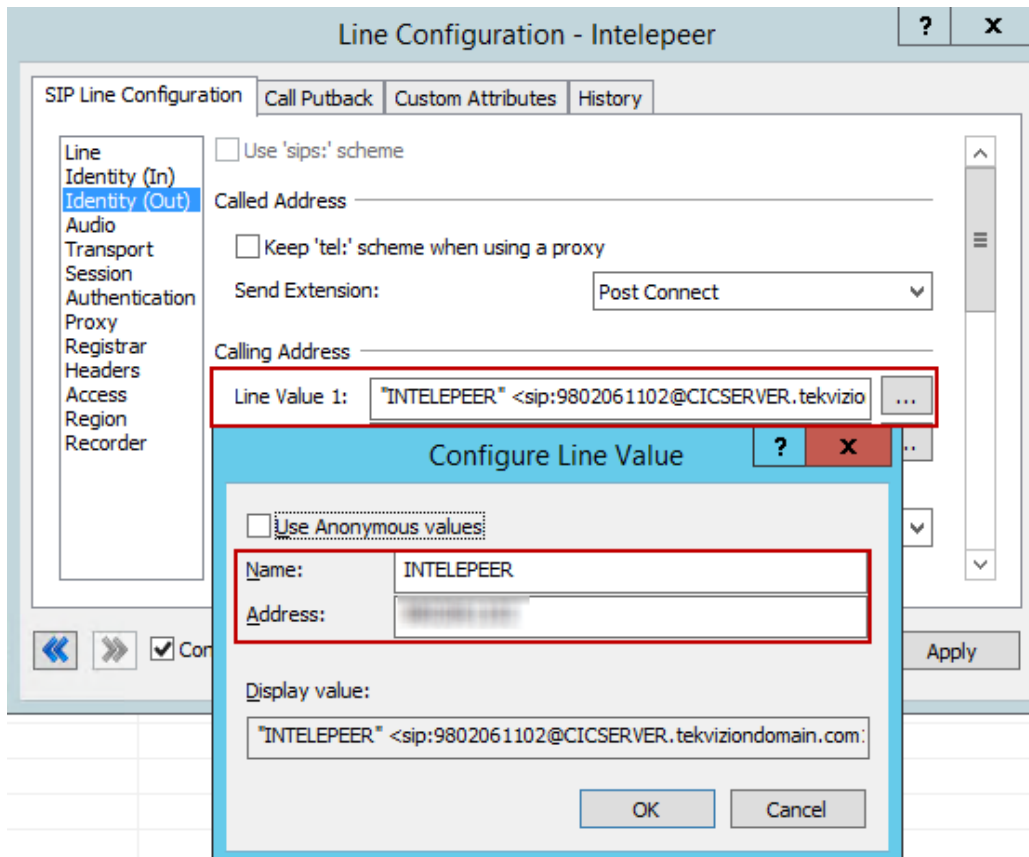 Line Configuration - Intelepeer
? x
SIP Line Configuration Call Putback Custom Attributes History
Line
Identity (In)
Identity (Out)
Audio
Transport
Session
Authentication
Proxy
Registrar
Headers
Access
Region
Recorder
Use 'sips:' scheme
Called Address
Keep 'tel:' scheme when using a proxy
Send Extension: Post Connect
Calling Address
Line Value 1: "INTELEPEER" <sip:9802061102@CICSERVER.tekvizio ...
Configure Line Value
? x
Use Anonymous values
Name: INTELEPEER
Address:
Display value:
"INTELEPEER" <sip:9802061102@CICSERVER.tekviziondomain.com:
OK Cancel
Apply